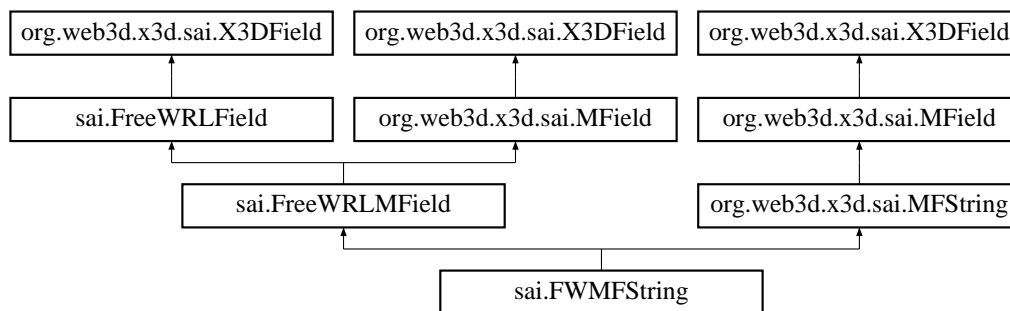 org.web3d.x3d.sai.X3DField
org.web3d.x3d.sai.X3DField
org.web3d.x3d.sai.X3DField
sai.FreeWRLField
org.web3d.x3d.sai.MField
org.web3d.x3d.sai.MField
sai.FreeWRLMField
org.web3d.x3d.sai.MFString
sai.FWMFString